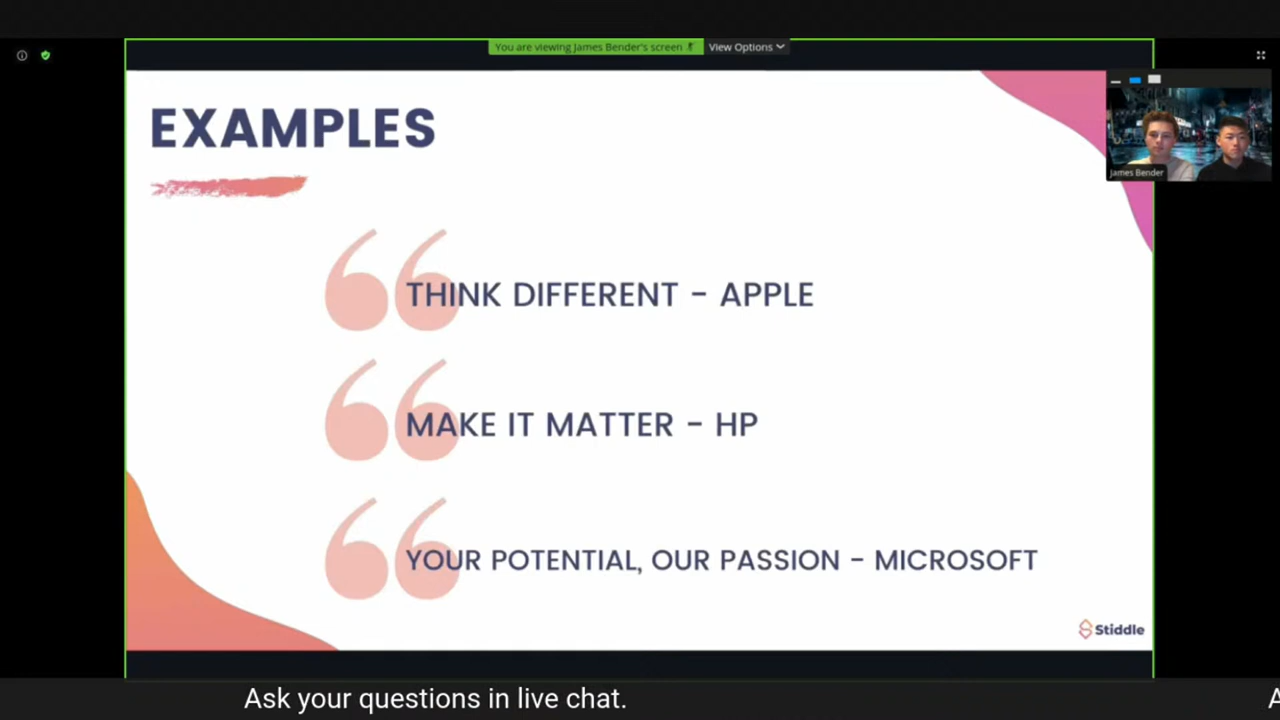 You are viewing James Bender's screen
View Options
EXAMPLES
James Bender
THINK DIFFERENT - APPLE
MAKE IT MATTER - HP
YOUR POTENTIAL, OUR PASSION - MICROSOFT
Stiddle
Ask your questions in live chat.
A